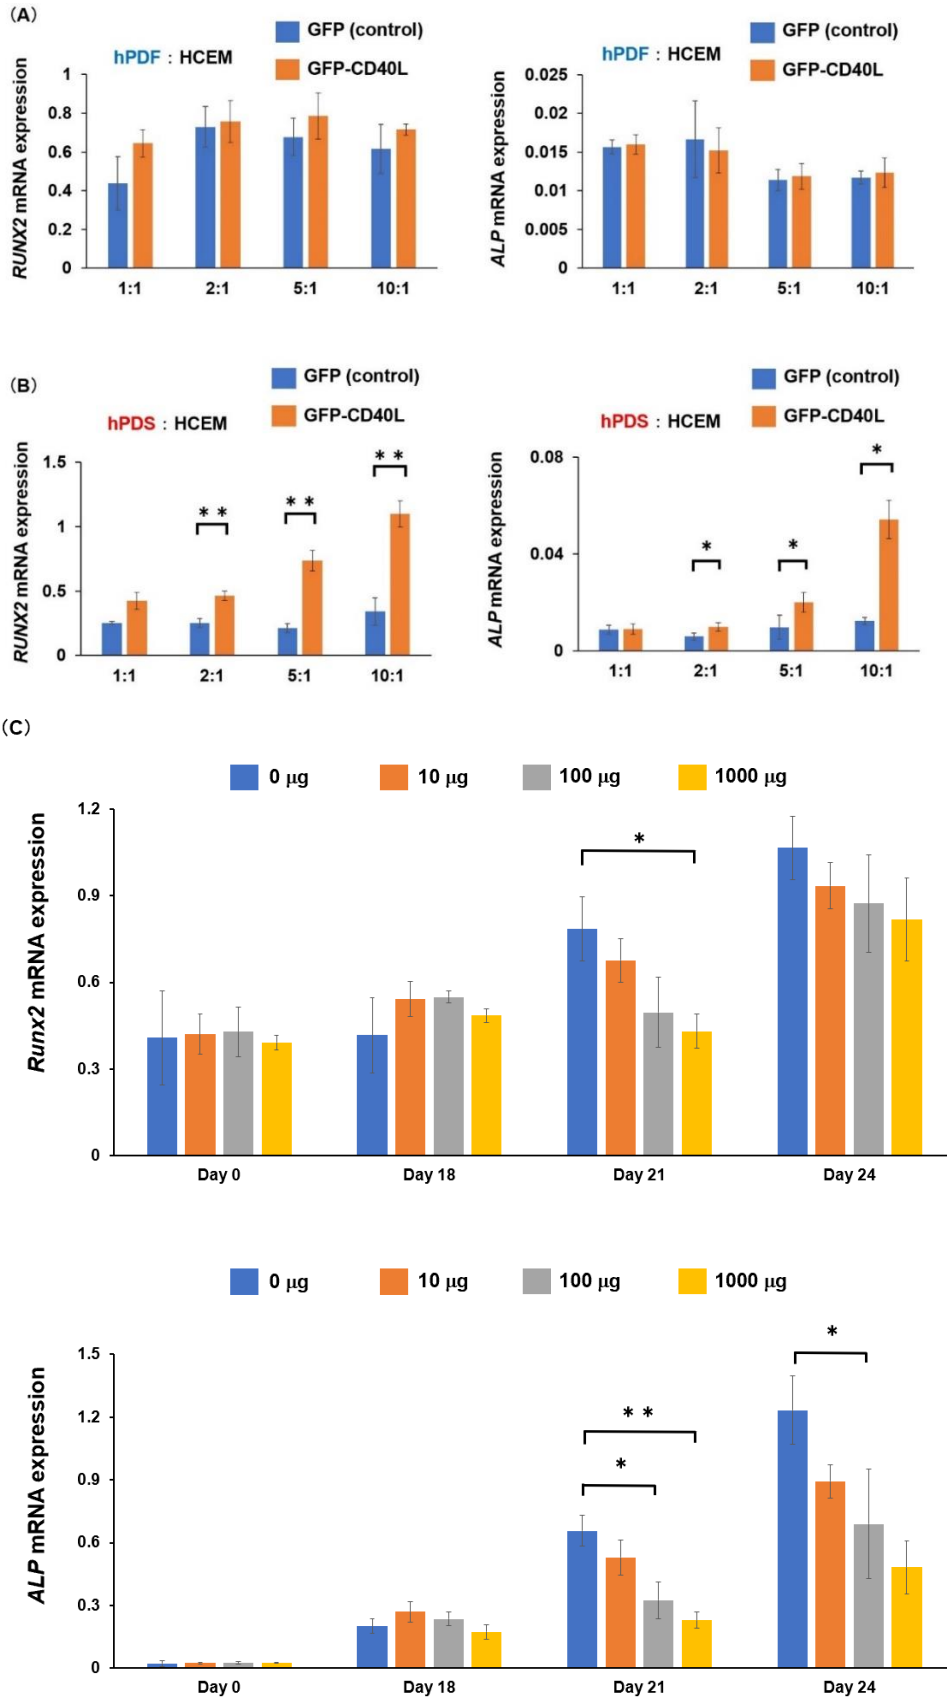 (A)
GFP (control)
hPDF : HCEM
GFP-CD40L
RUNX2 mRNA expression
1
0.8
0.6
0.4
0.2
0
1:1 2:1 5:1 10:1
GFP (control)
hPDF : HCEM
GFP-CD40L
ALP mRNA expression
0.025
0.02
0.015
0.01
0.005
0
1:1 2:1 5:1 10:1
(B)
GFP (control)
GFP-CD40L
hPDS : HCEM
RUNX2 mRNA expression
1.5
1
0.5
0
* *
* *
* *
1:1 2:1 5:1 10:1
GFP (control)
GFP-CD40L
hPDS : HCEM
ALP mRNA expression
0.08
0.04
0
*
*
*
1:1 2:1 5:1 10:1
(C)
0 μg 10 μg 100 μg 1000 μg
Runx2 mRNA expression
1.2
0.9
0.6
0.3
0
*
Day 0 Day 18 Day 21 Day 24
0 μg 10 μg 100 μg 1000 μg
ALP mRNA expression
1.5
1.2
0.9
0.6
0.3
0
* *
*
*
Day 0 Day 18 Day 21 Day 24